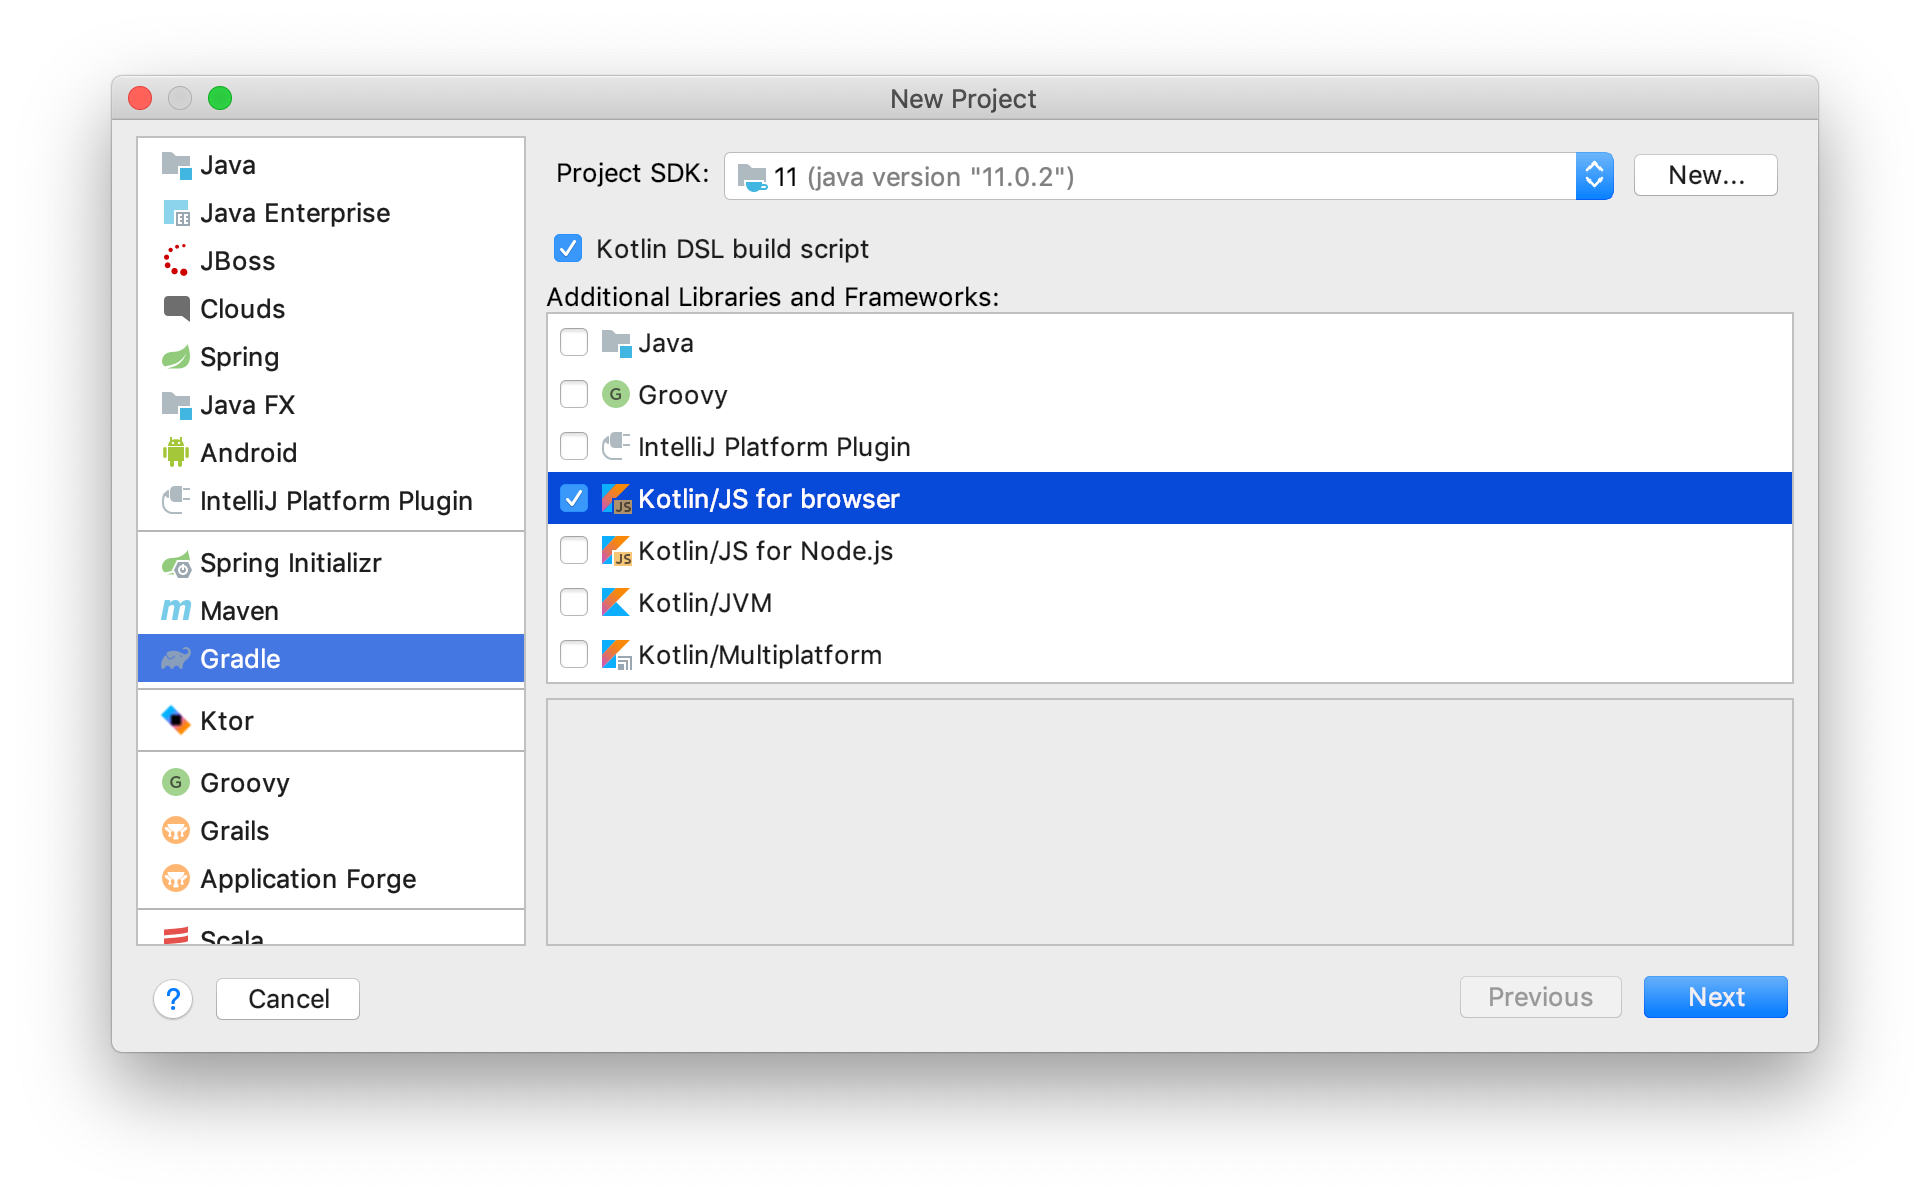 New Project
Java
Java Enterprise
JBoss
Clouds
Spring
Java FX
Android
IntelliJ Platform Plugin
Spring Initializr
Maven
Gradle
Ktor
Groovy
Grails
Application Forge
Scala
Project SDK: 11 (java version "11.0.2") New...
Kotlin DSL build script
Additional Libraries and Frameworks:
Java
Groovy
IntelliJ Platform Plugin
Kotlin/JS for browser
Kotlin/JS for Node.js
Kotlin/JVM
Kotlin/Multiplatform
? Cancel Previous Next